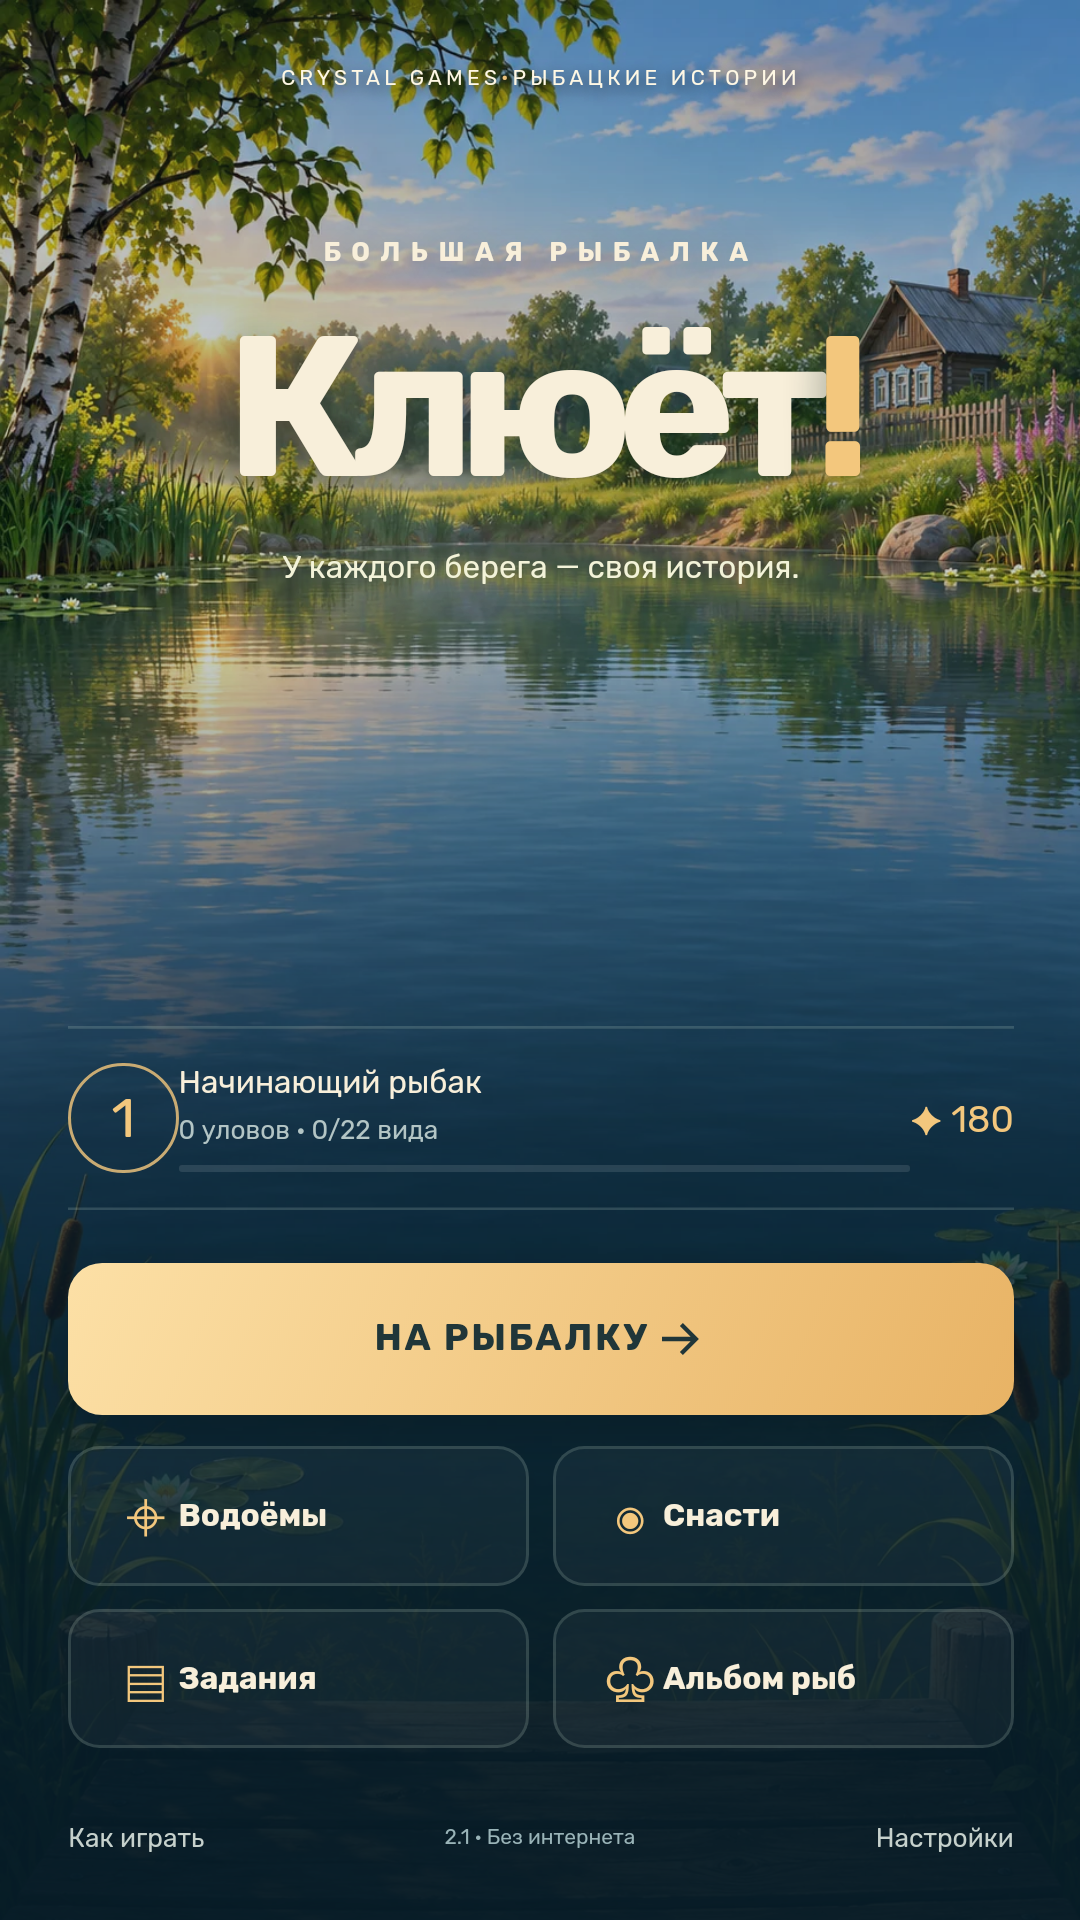 CRYSTAL GAMES•РЫБАЦКИЕ ИСТОРИИ
БОЛЬШАЯ РЫБАЛКА
Клюёт!
У каждого берега — своя история.
1
Начинающий рыбак
0 уловов • 0/22 вида
✦ 180
НА РЫБАЛКУ →
Водоёмы
Снасти
Задания
Альбом рыб
Как играть
2.1 • Без интернета
Настройки